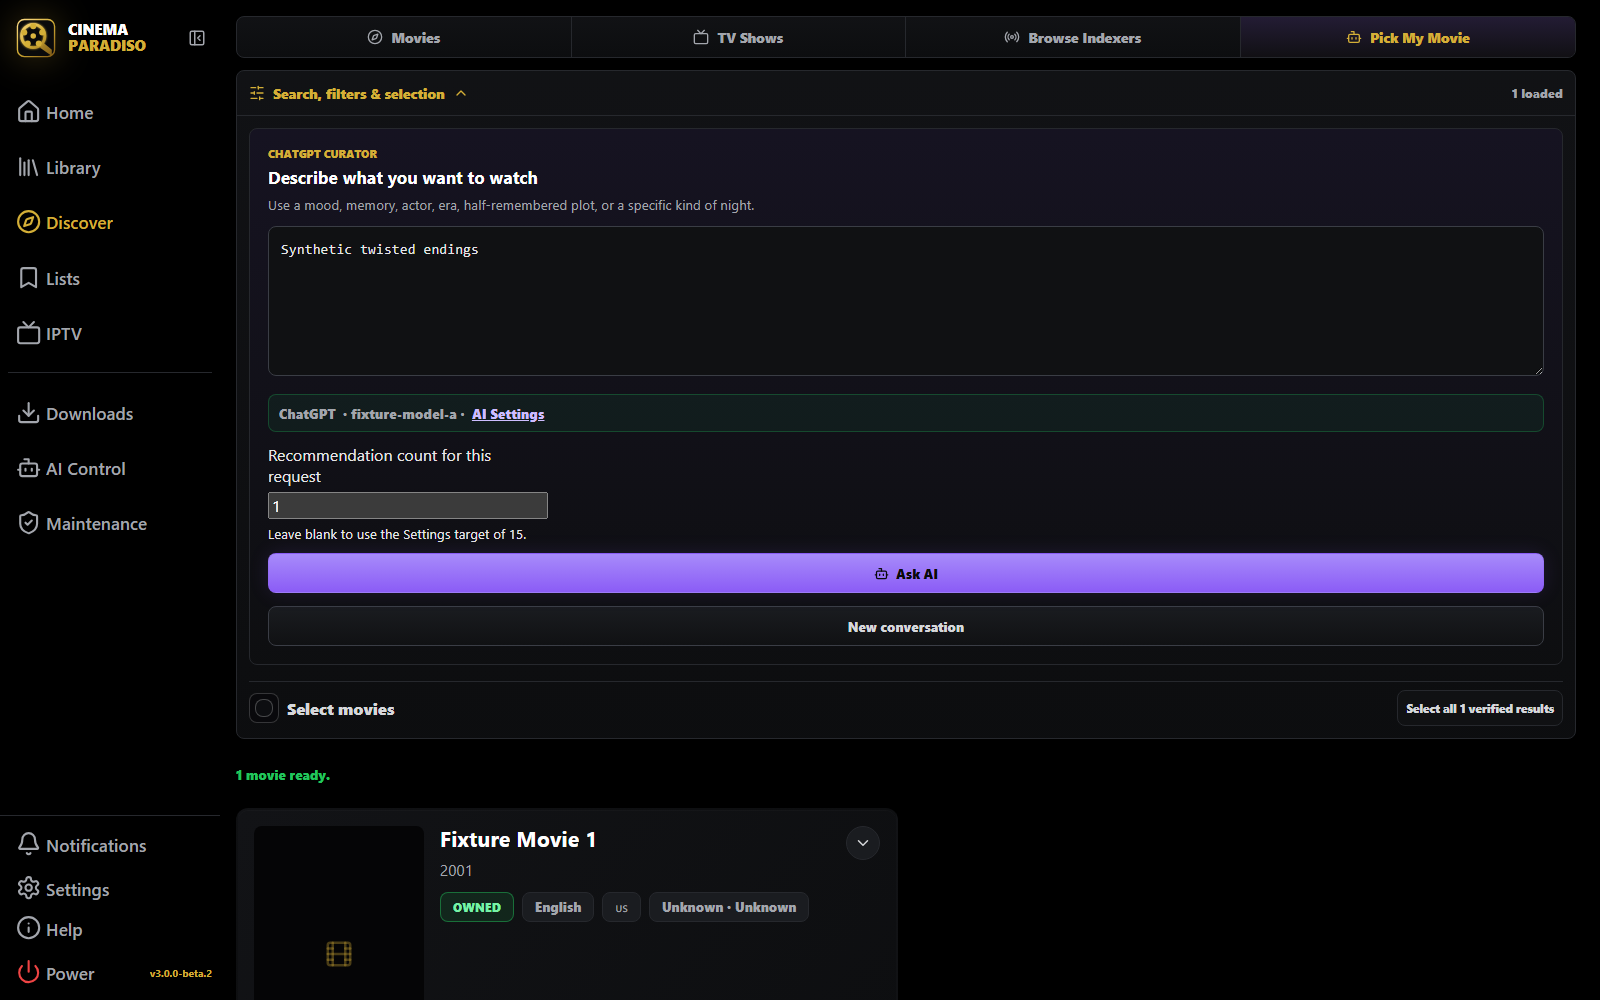 CINEMA
PARADISO
Home
Library
Discover
Lists
IPTV
Downloads
AI Control
Maintenance
Notifications
Settings
Help
Power
v3.0.0-beta.2
Movies
TV Shows
Browse Indexers
Pick My Movie
Search, filters & selection
1 loaded
CHATGPT CURATOR
Describe what you want to watch
Use a mood, memory, actor, era, half-remembered plot, or a specific kind of night.
Synthetic twisted endings
ChatGPT · fixture-model-a · AI Settings
Recommendation count for this
request
1
Leave blank to use the Settings target of 15.
Ask AI
New conversation
Select movies
Select all 1 verified results
1 movie ready.
Fixture Movie 1
2001
OWNED
English
US
Unknown · Unknown